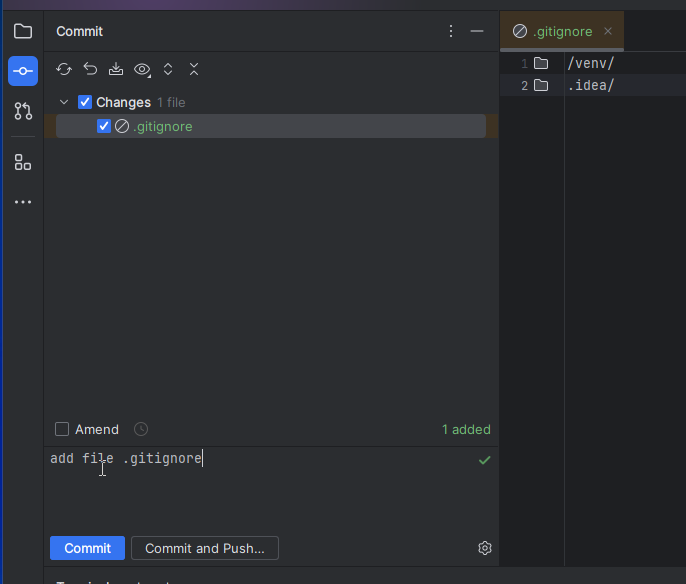 Commit
.gitignore
1 /venv/
2 .idea/
Changes 1 file
.gitignore
Amend
1 added
add file .gitignore
Commit
Commit and Push...